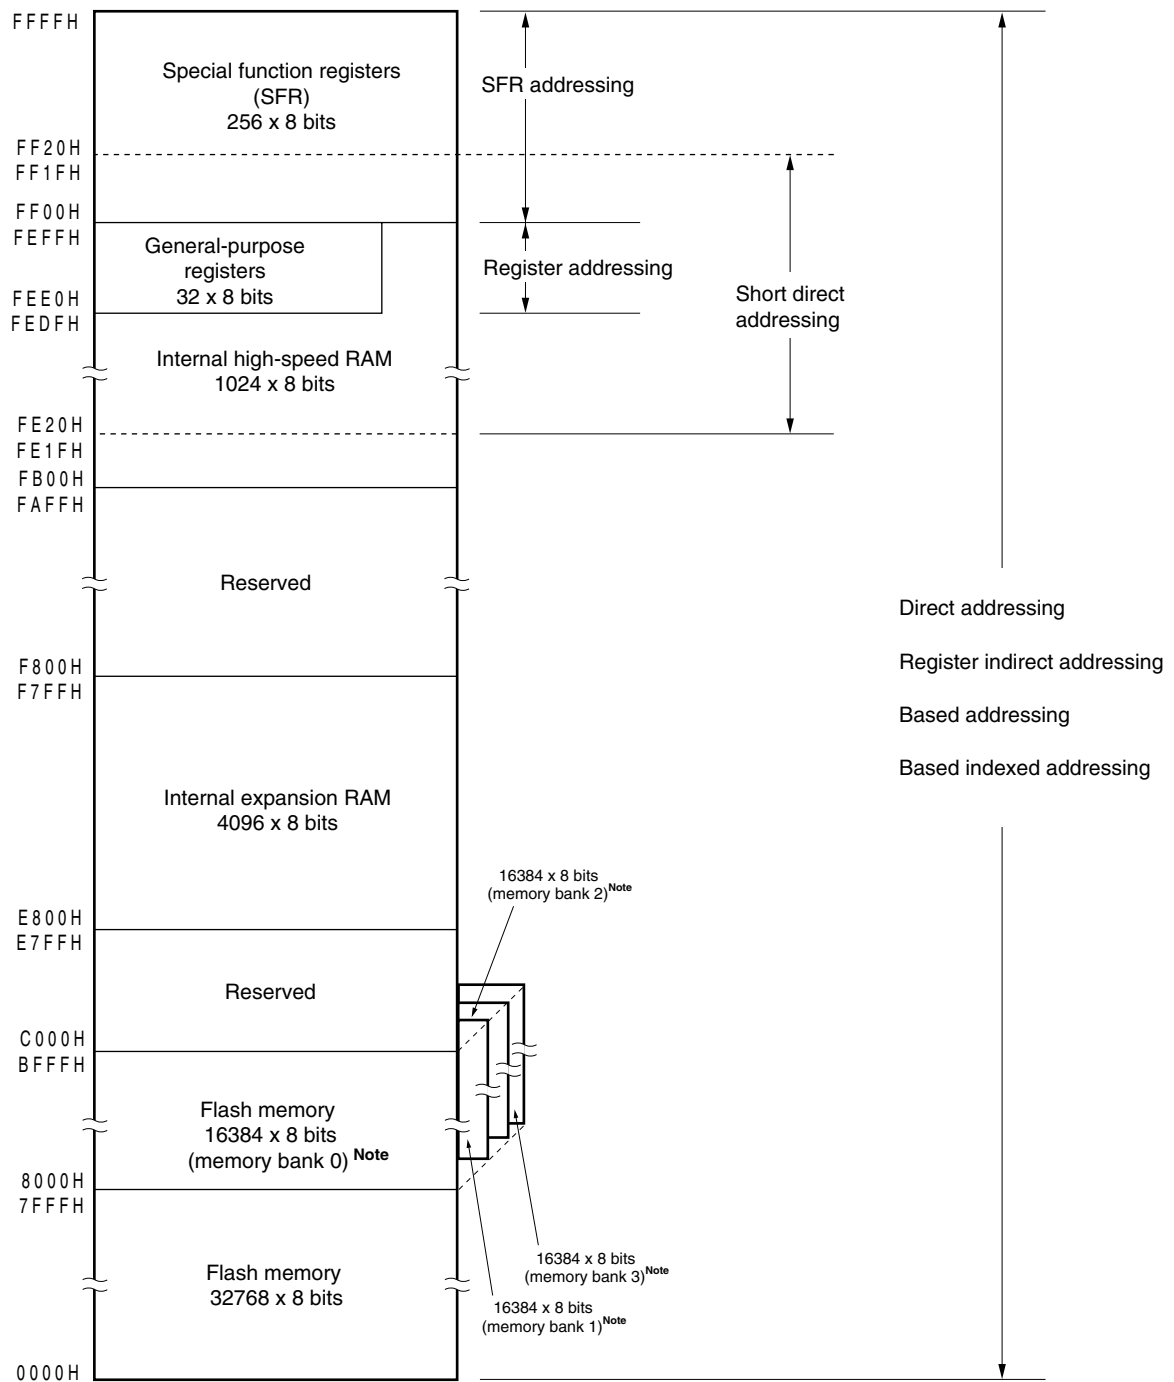 FFFFH
Special function registers
(SFR)
256 x 8 bits
SFR addressing
FF20H
FF1FH
FF00H
FEFFH
General-purpose
registers
32 x 8 bits
Register addressing
FEE0H
FEDFH
Short direct
addressing
Internal high-speed RAM
1024 x 8 bits
FE20H
FE1FH
FB00H
FAFFH
Reserved
Direct addressing
Register indirect addressing
Based addressing
Based indexed addressing
F800H
F7FFH
Internal expansion RAM
4096 x 8 bits
16384 x 8 bits
(memory bank 2)Note
E800H
E7FFH
Reserved
C000H
BFFFH
Flash memory
16384 x 8 bits
(memory bank 0) Note
8000H
7FFFH
Flash memory
32768 x 8 bits
16384 x 8 bits
(memory bank 3)Note
16384 x 8 bits
(memory bank 1)Note
0000H